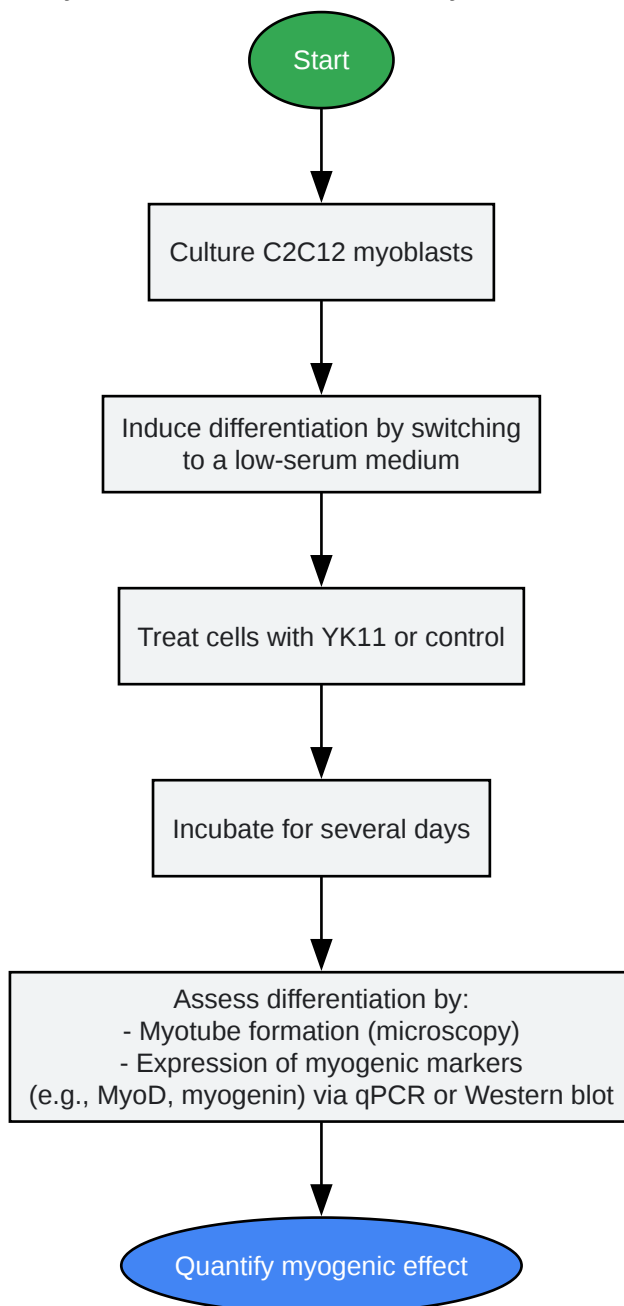 Start
Culture C2C12 myoblasts
Induce differentiation by switching
to a low-serum medium
Treat cells with YK11 or control
Incubate for several days
Assess differentiation by:
- Myotube formation (microscopy)
- Expression of myogenic markers
(e.g., MyoD, myogenin) via qPCR or Western blot
Quantify myogenic effect